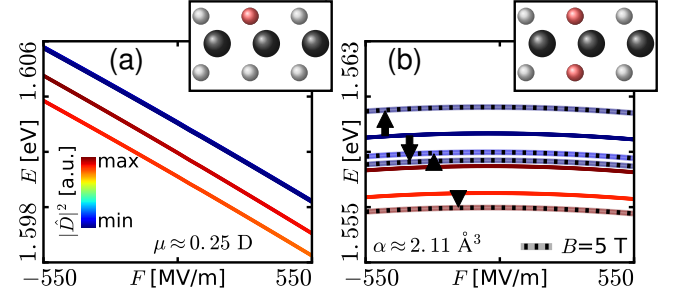 (a)
(b)
1.606
1.598
E [eV]
|D̂|² [a.u.]
max
min
μ ≈ 0.25 D
−550
F [MV/m]
550
1.563
1.555
E [eV]
α ≈ 2.11 Å³
B=5 T
−550
F [MV/m]
550